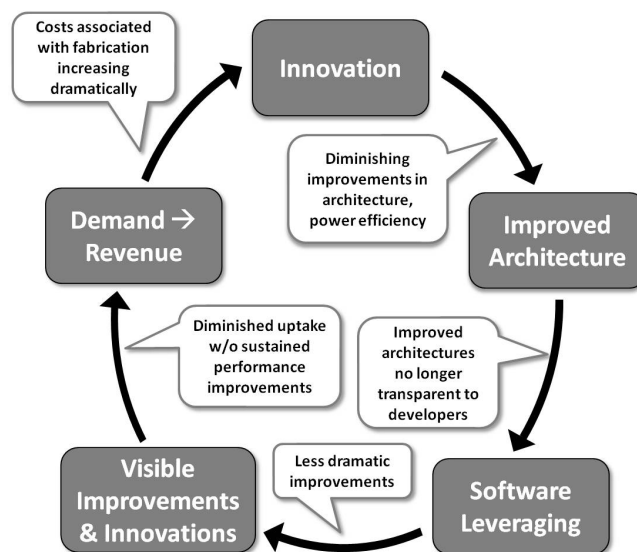 Costs associated
with fabrication
increasing
dramatically
Innovation
Diminishing
improvements in
architecture,
power efficiency
Demand →
Revenue
Improved
Architecture
Diminished uptake
w/o sustained
performance
improvements
Improved
architectures
no longer
transparent to
developers
Visible
Improvements
& Innovations
Less dramatic
improvements
Software
Leveraging